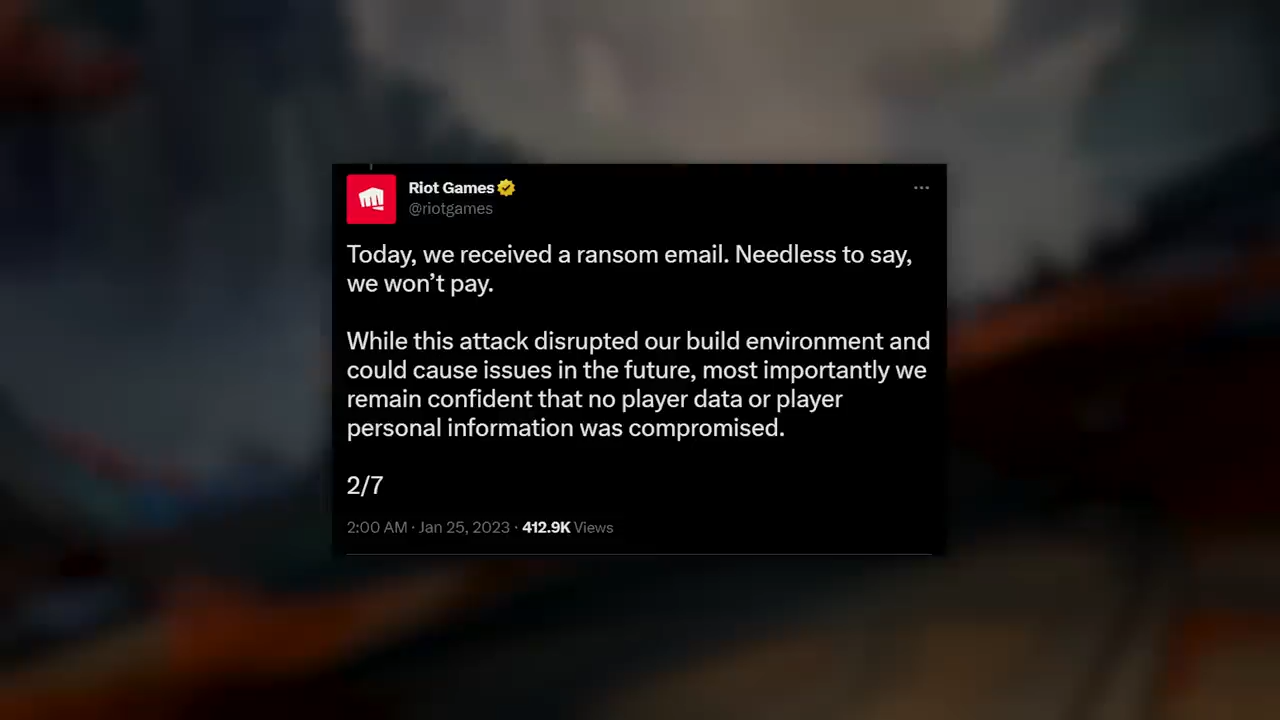 Riot Games
@riotgames
Today, we received a ransom email. Needless to say,
we won’t pay.
While this attack disrupted our build environment and
could cause issues in the future, most importantly we
remain confident that no player data or player
personal information was compromised.
2/7
2:00 AM · Jan 25, 2023 · 412.9K Views